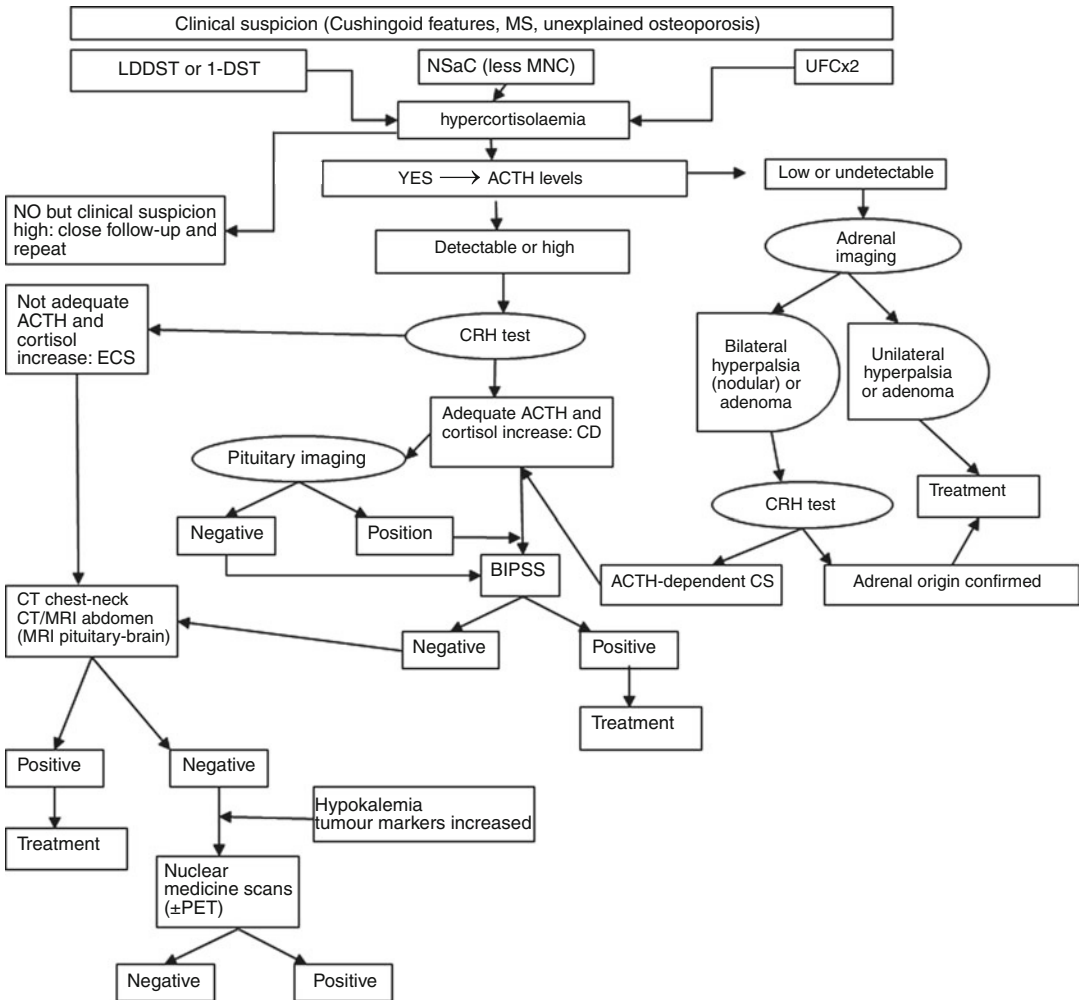 Clinical suspicion (Cushingoid features, MS, unexplained osteoporosis)
LDDST or 1-DST
NSaC (less MNC)
UFCx2
hypercortisolaemia
YES → ACTH levels
Low or undetectable
NO but clinical suspicion
high: close follow-up and
repeat
Detectable or high
Adrenal
imaging
Not adequate
ACTH and
cortisol
increase: ECS
CRH test
Bilateral
hyperpalsia
(nodular) or
adenoma
Unilateral
hyperpalsia
or adenoma
Adequate ACTH and
cortisol increase: CD
Pituitary imaging
CRH test
Treatment
Negative
Position
BIPSS
ACTH-dependent CS
Adrenal origin confirmed
CT chest-neck
CT/MRI abdomen
(MRI pituitary-brain)
Negative
Positive
Treatment
Positive
Negative
Hypokalemia
tumour markers increased
Treatment
Nuclear
medicine scans
(±PET)
Negative
Positive